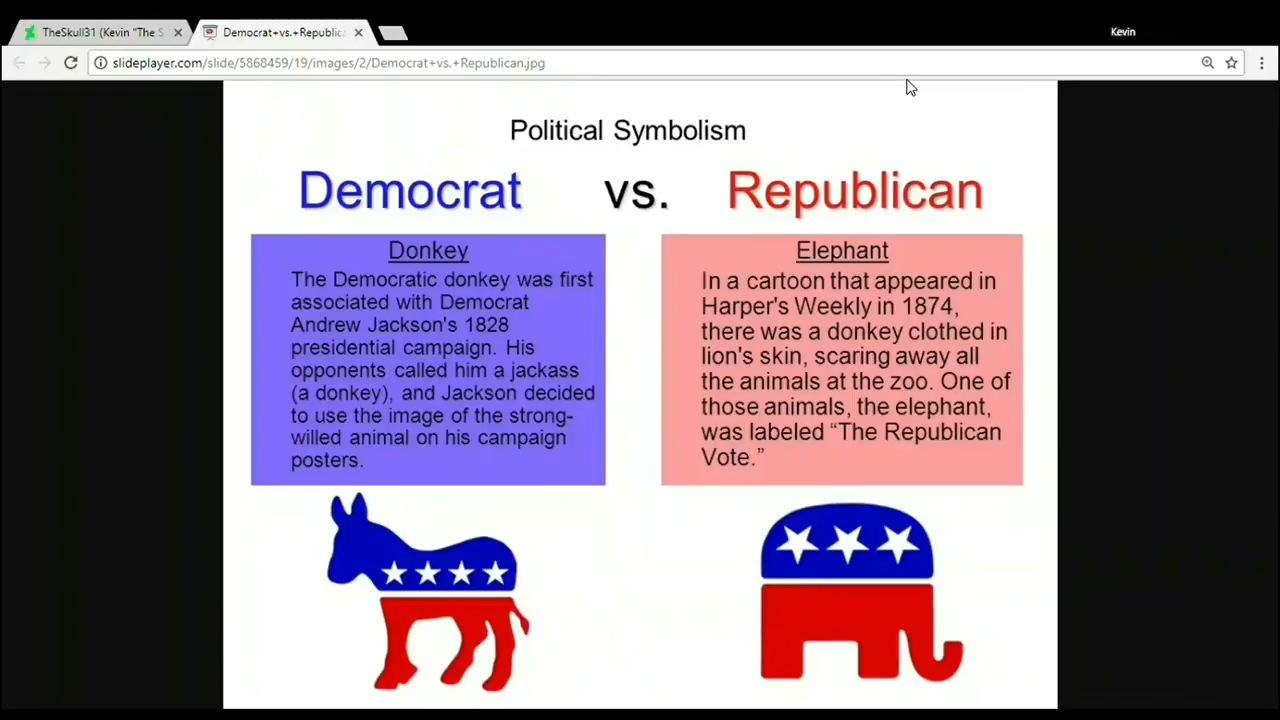 TheSkull31 (Kevin "The S
Democrat+vs.+Republic
Kevin
slideplayer.com/slide/5868459/19/images/2/Democrat+vs.+Republican.jpg
Political Symbolism
Democrat vs. Republican
Donkey
The Democratic donkey was first
associated with Democrat
Andrew Jackson's 1828
presidential campaign. His
opponents called him a jackass
(a donkey), and Jackson decided
to use the image of the strong-
willed animal on his campaign
posters.
Elephant
In a cartoon that appeared in
Harper's Weekly in 1874,
there was a donkey clothed in
lion's skin, scaring away all
the animals at the zoo. One of
those animals, the elephant,
was labeled “The Republican
Vote.”